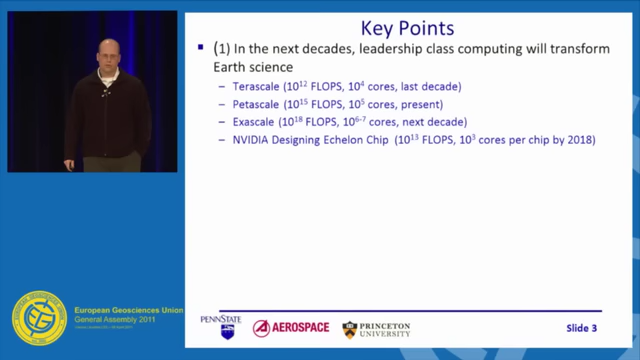 Key Points
(1) In the next decades, leadership class computing will transform
Earth science
– Terascale (10¹² FLOPS, 10⁴ cores, last decade)
– Petascale (10¹⁵ FLOPS, 10⁵ cores, present)
– Exascale (10¹⁸ FLOPS, 10⁶⁻⁷ cores, next decade)
– NVIDIA Designing Echelon Chip (10¹³ FLOPS, 10³ cores per chip by 2018)
European Geosciences Union
General Assembly 2011
PENNSTATE
AEROSPACE
PRINCETON
UNIVERSITY
Slide 3